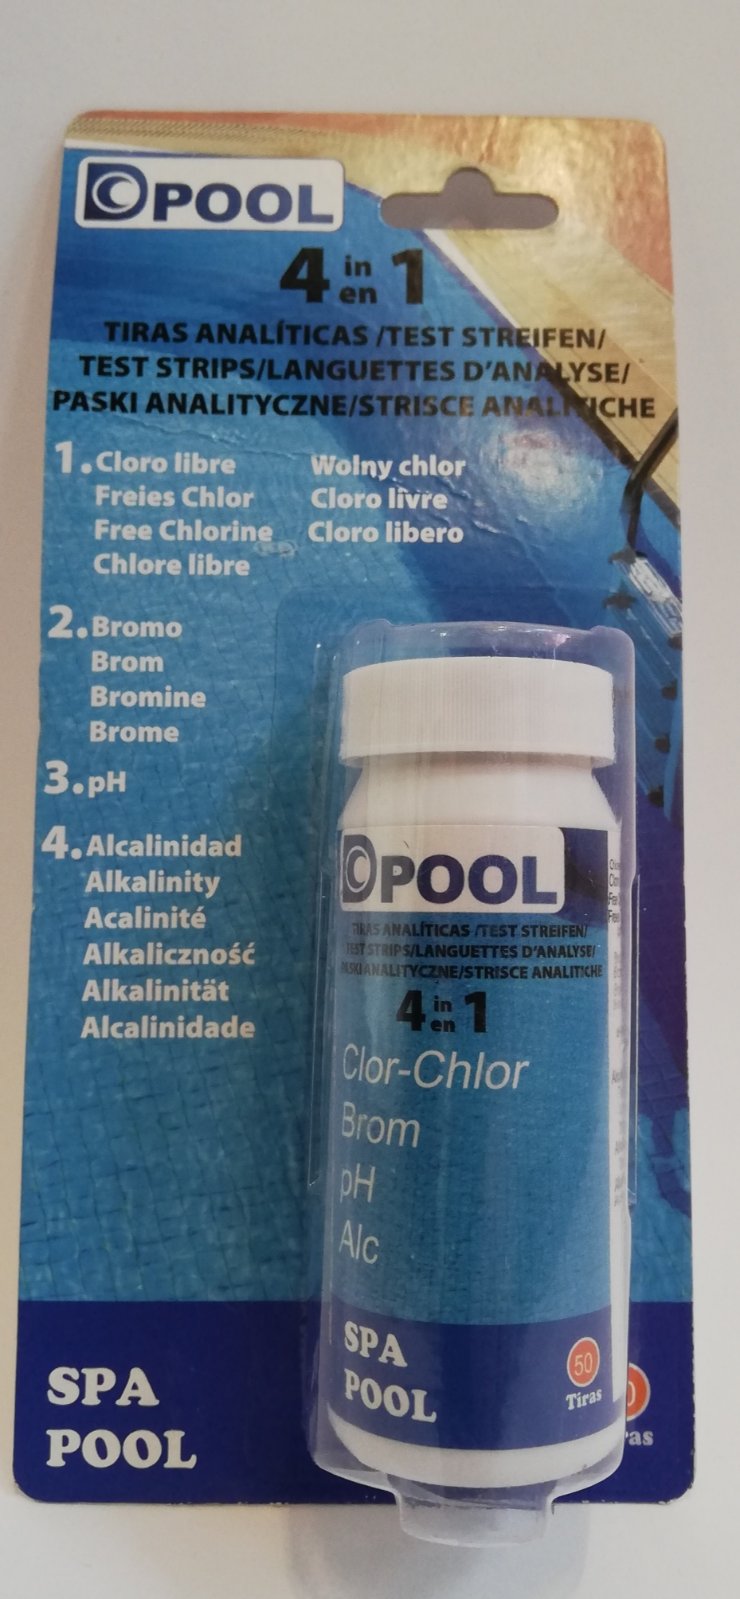 DCPOOL
4 in en 1
TIRAS ANALÍTICAS /TEST STREIFEN/
TEST STRIPS/LANGUETTES D'ANALYSE/
PASKI ANALITYCZNE/STRISCE ANALITICHE
1. Cloro libre
Freies Chlor
Free Chlorine
Chlore libre
Wolny chlor
Cloro livre
Cloro libero
2. Bromo
Brom
Bromine
Brome
3. pH
4. Alcalinidad
Alkalinity
Acalinité
Alkaliczność
Alkalinität
Alcalinidade
SPA
POOL
DCPOOL
TIRAS ANALÍTICAS /TEST STREIFEN/
TEST STRIPS/LANGUETTES D'ANALYSE/
PASKI ANALITYCZNE/STRISCE ANALITICHE
4 in en 1
Clor-Chlor
Brom
pH
Alc
SPA
POOL
50
Tiras